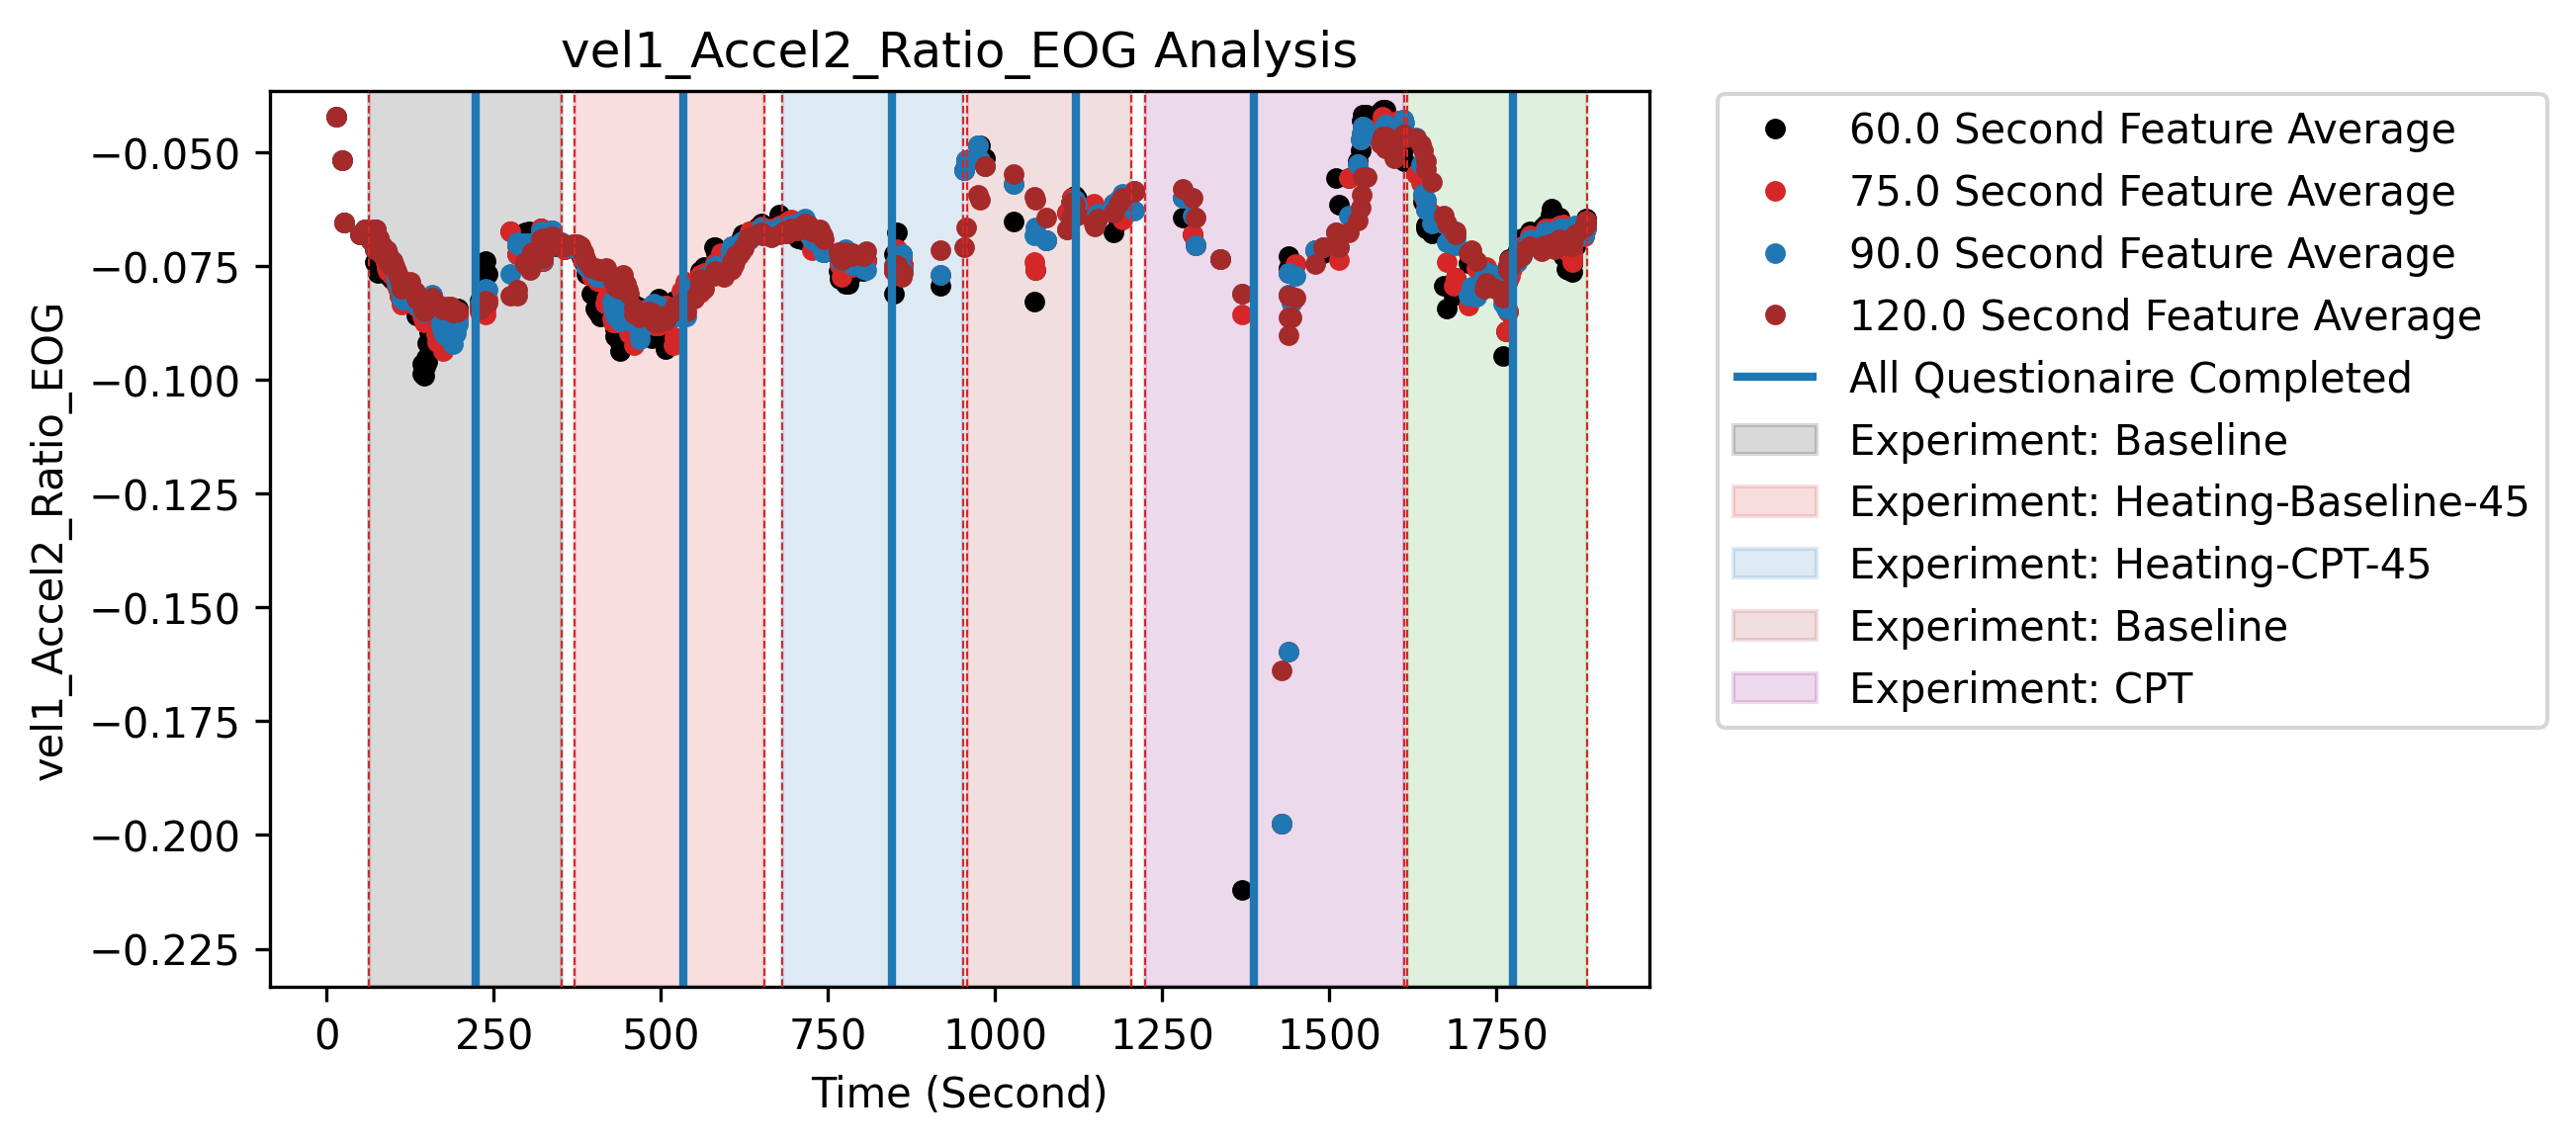 vel1_Accel2_Ratio_EOG Analysis
vel1_Accel2_Ratio_EOG
−0.050
−0.075
−0.100
−0.125
−0.150
−0.175
−0.200
−0.225
0 250 500 750 1000 1250 1500 1750
Time (Second)
60.0 Second Feature Average
75.0 Second Feature Average
90.0 Second Feature Average
120.0 Second Feature Average
All Questionaire Completed
Experiment: Baseline
Experiment: Heating-Baseline-45
Experiment: Heating-CPT-45
Experiment: Baseline
Experiment: CPT